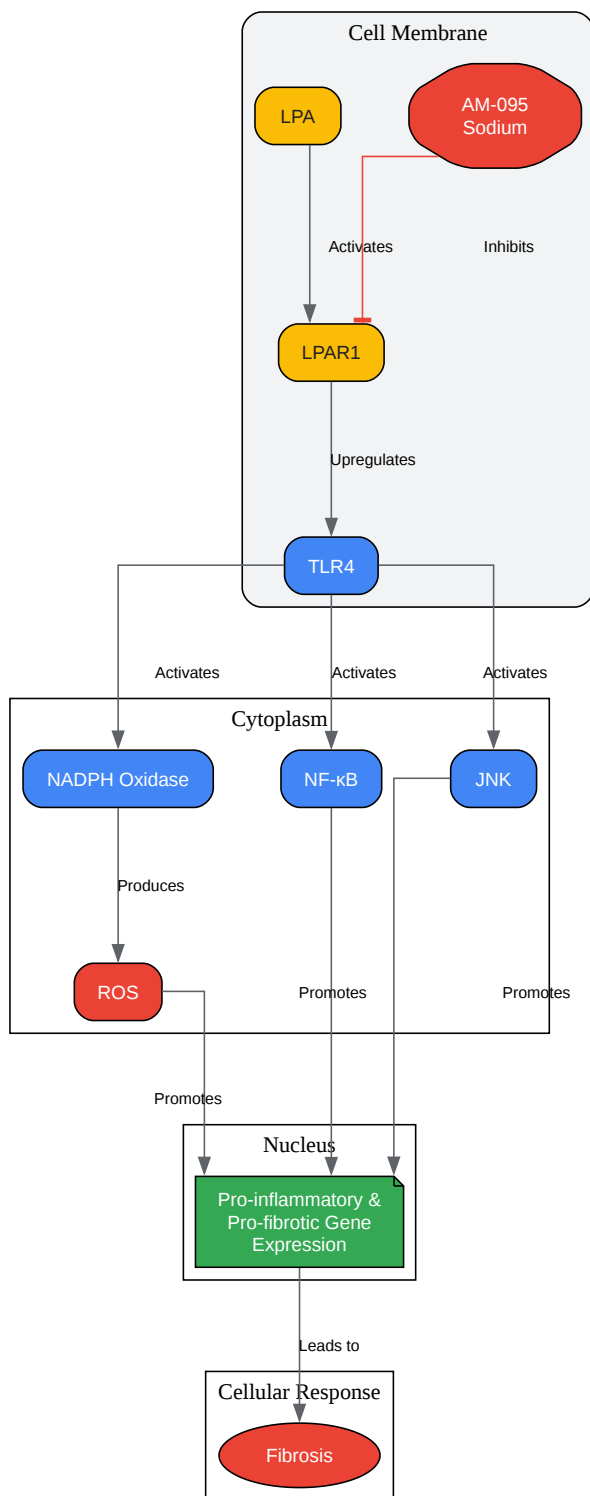 Cell Membrane
LPA
AM-095
Sodium
Activates
Inhibits
LPAR1
Upregulates
TLR4
Activates
Activates
Activates
Cytoplasm
NADPH Oxidase
NF-κB
JNK
Produces
ROS
Promotes
Promotes
Promotes
Nucleus
Pro-inflammatory &
Pro-fibrotic Gene
Expression
Leads to
Cellular Response
Fibrosis